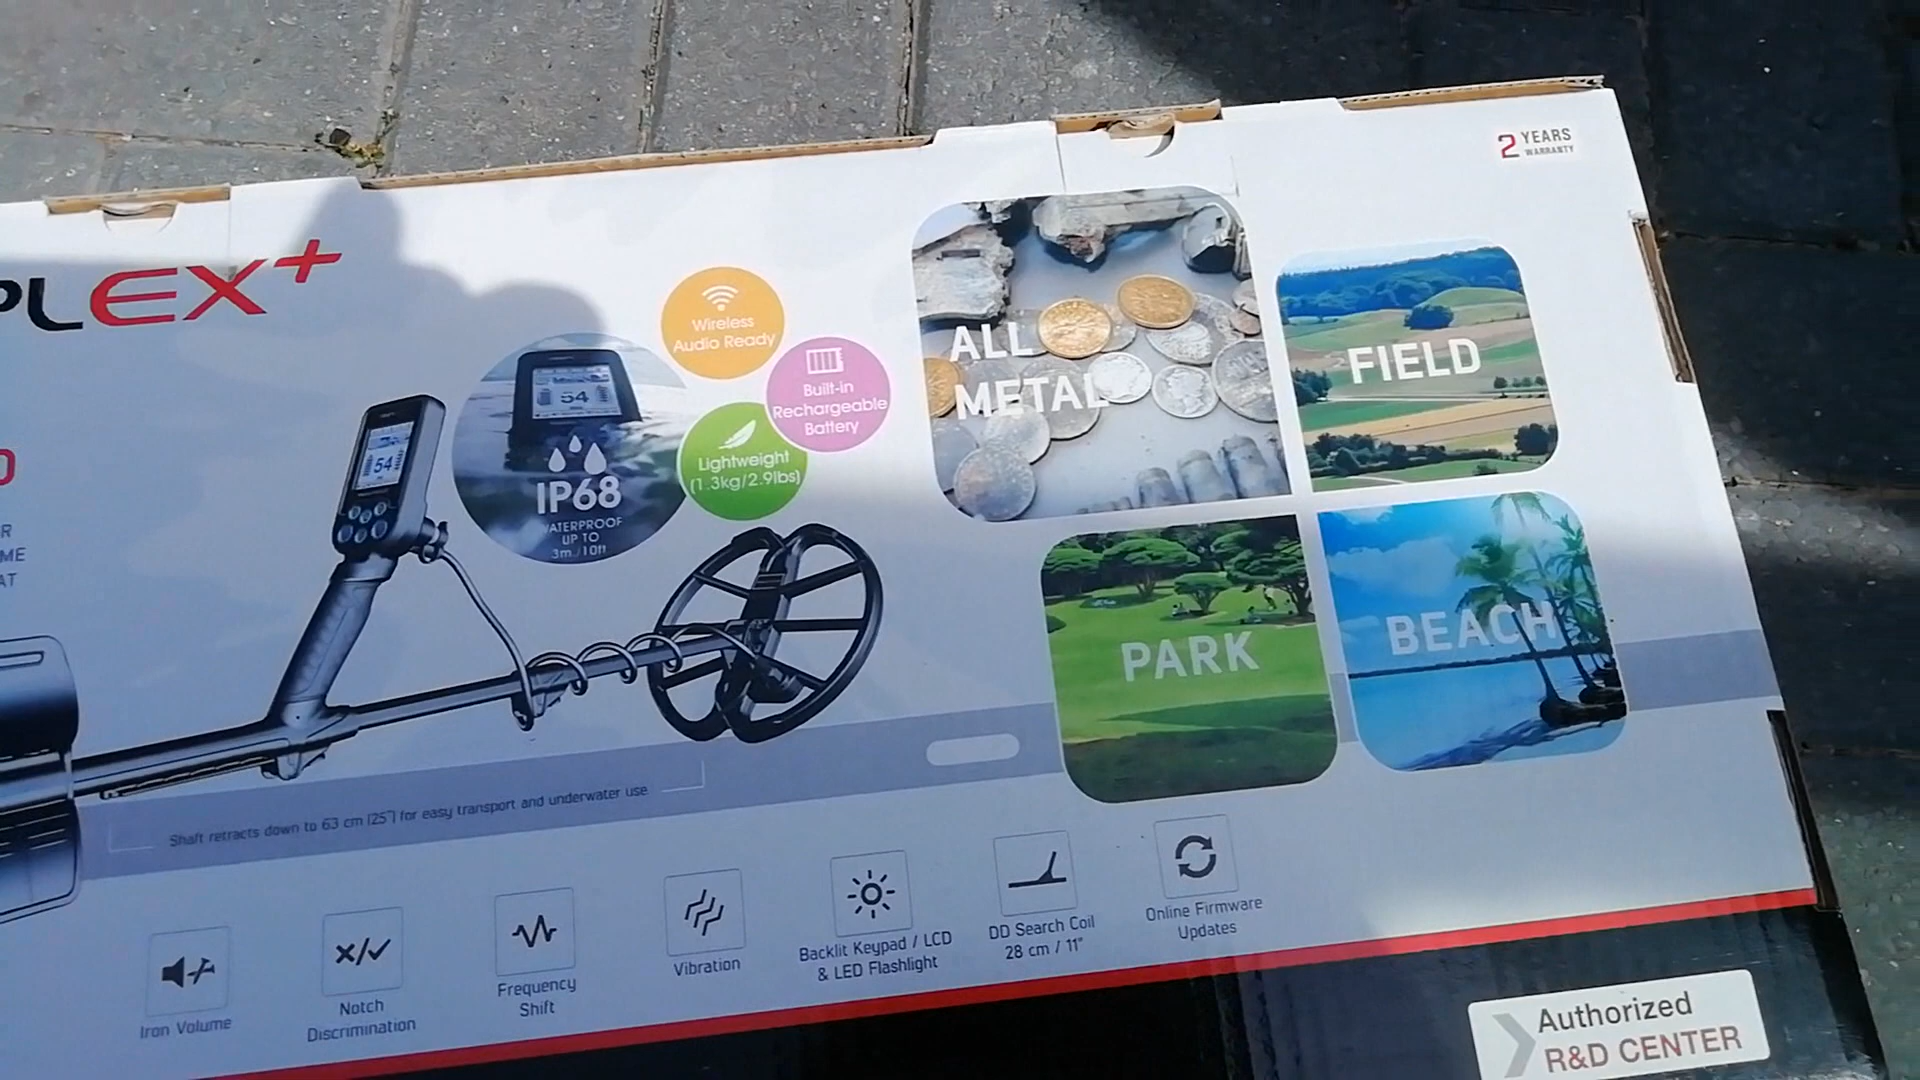 PLEX+
2 YEARS
WARRANTY
Wireless
Audio Ready
Built-in
Rechargeable
Battery
Lightweight
(1.3kg/2.9lbs)
54
IP68
WATERPROOF
UP TO
3m./10ft
54
ALL
METAL
FIELD
PARK
BEACH
R
ME
AT
Shaft retracts down to 63 cm (25") for easy transport and underwater use
Iron Volume
Notch
Discrimination
Frequency
Shift
Vibration
Backlit Keypad / LCD
& LED Flashlight
DD Search Coil
28 cm / 11"
Online Firmware
Updates
Authorized
R&D CENTER